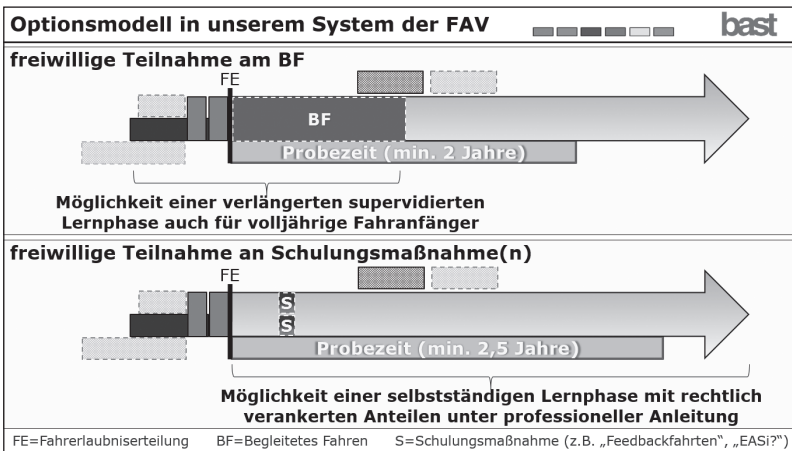 Optionsmodell in unserem System der FAV
bast
freiwillige Teilnahme am BF
FE
BF
Probezeit (min. 2 Jahre)
Möglichkeit einer verlängerten supervidierten
Lernphase auch für volljährige Fahranfänger
freiwillige Teilnahme an Schulungsmaßnahme(n)
FE
S
S
Probezeit (min. 2,5 Jahre)
Möglichkeit einer selbstständigen Lernphase mit rechtlich
verankerten Anteilen unter professioneller Anleitung
FE=Fahrerlaubniserteilung BF=Begleitetes Fahren S=Schulungsmaßnahme (z.B. „Feedbackfahrten“, „EASi?“)